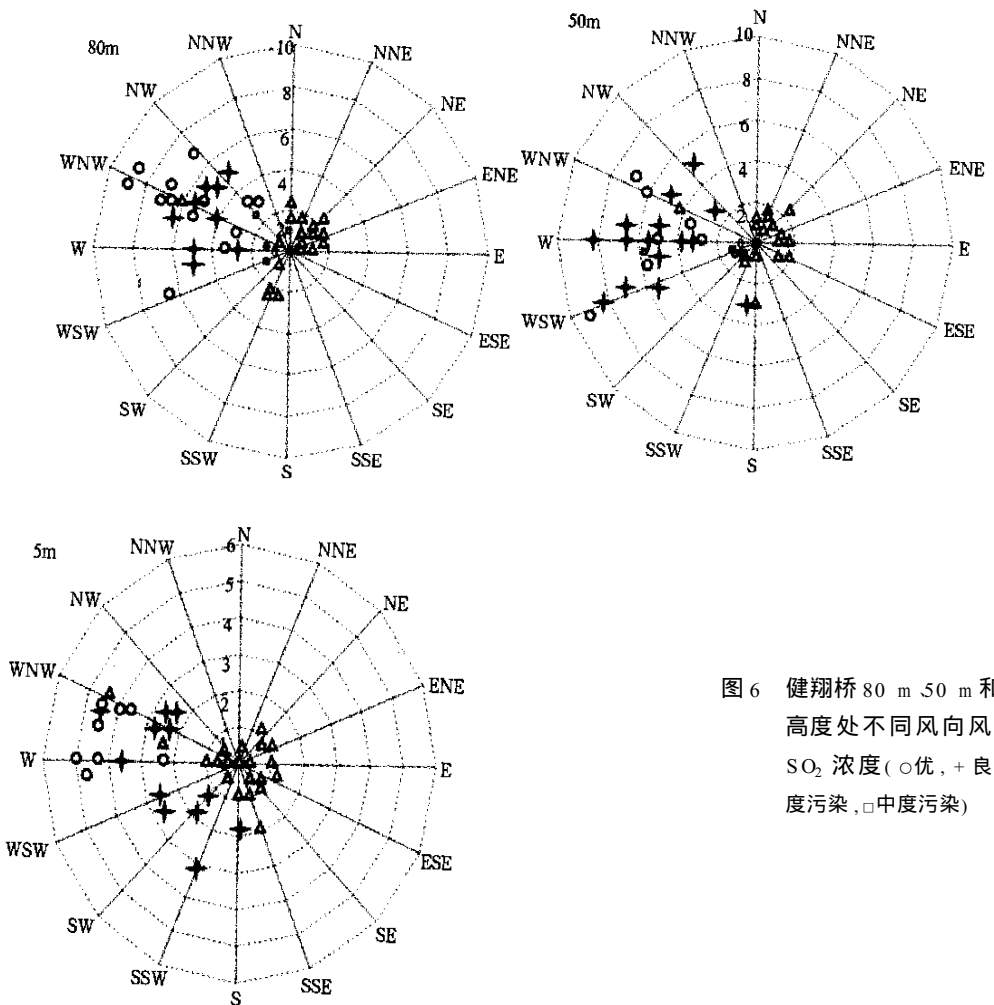 80m
N
NNE
NE
ENE
E
ESE
SE
SSE
S
SSW
SW
WSW
W
WNW
NW
NNW
10
8
6
4
50m
N
NNE
NE
ENE
E
ESE
SE
SSE
S
SSW
SW
WSW
W
WNW
NW
NNW
10
8
6
4
2
5m
N
NNE
NE
ENE
E
ESE
SE
SSE
S
SSW
SW
WSW
W
WNW
NW
NNW
6
5
4
3
2
图 6 健翔桥 80 m、50 m 和
高度处不同风向风
SO₂ 浓度( ○优, + 良
度污染,□中度污染)